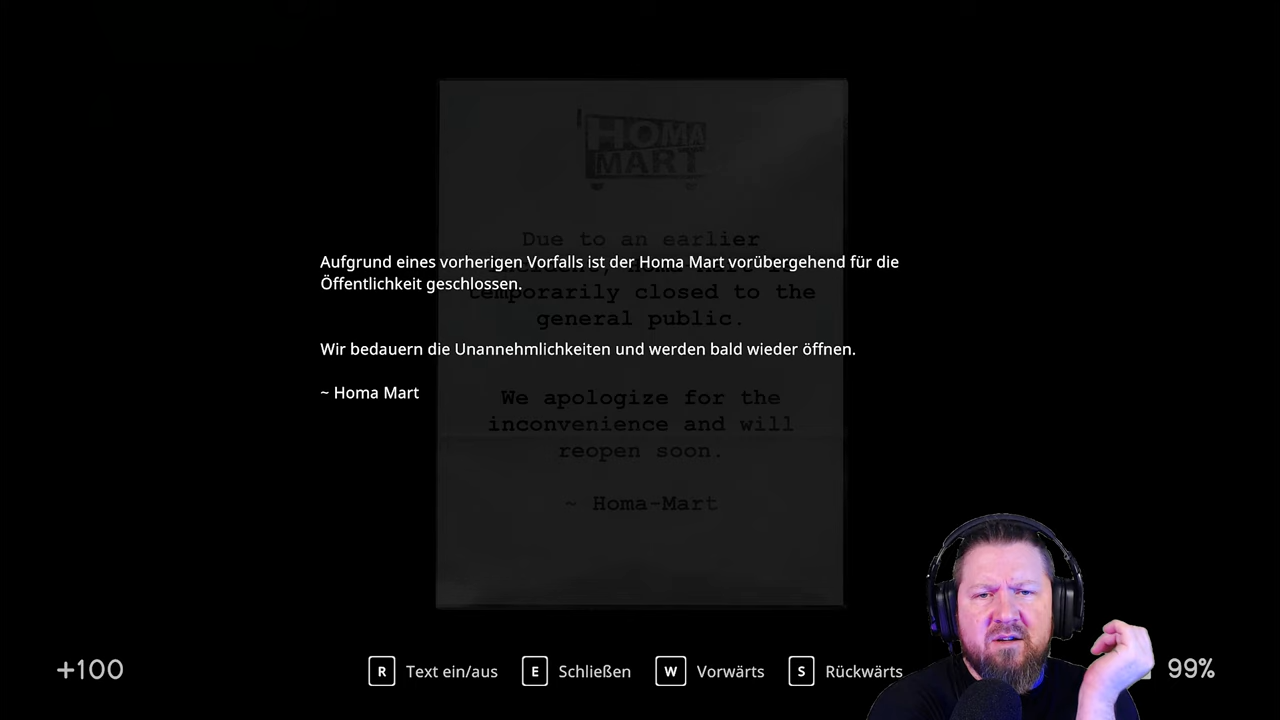 HOMA
MART
Due to an earlier
Aufgrund eines vorherigen Vorfalls ist der Homa Mart vorübergehend für die
Öffentlichkeit geschlossen.
temporarily closed to the
general public.
Wir bedauern die Unannehmlichkeiten und werden bald wieder öffnen.
~ Homa Mart
We apologize for the
inconvenience and will
reopen soon.
~ Homa-Mart
+100
R Text ein/aus E Schließen W Vorwärts S Rückwärts
99%